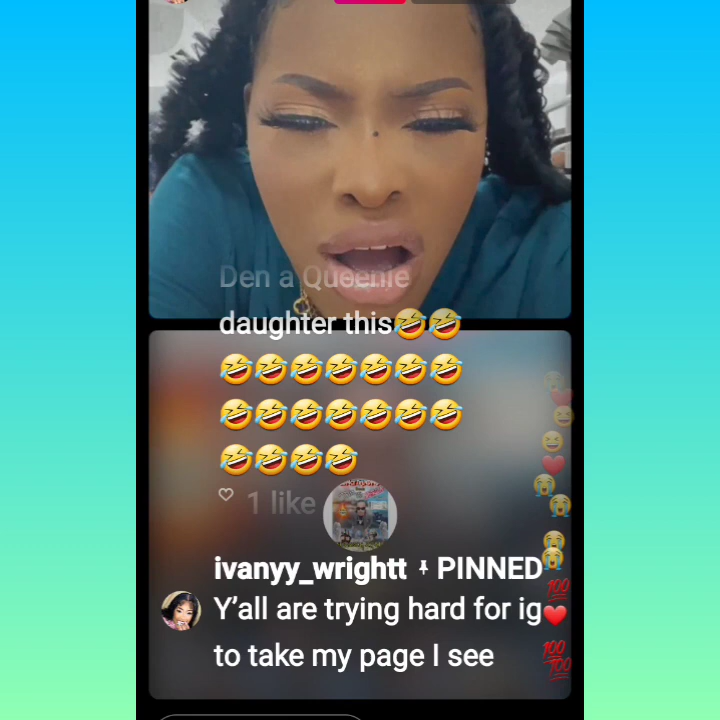 Den a Queenie
daughter this🤣🤣
🤣🤣🤣🤣🤣🤣🤣
🤣🤣🤣🤣🤣🤣🤣
🤣🤣🤣🤣
1 like
ivanyy_wrightt PINNED
Y’all are trying hard for ig
to take my page I see